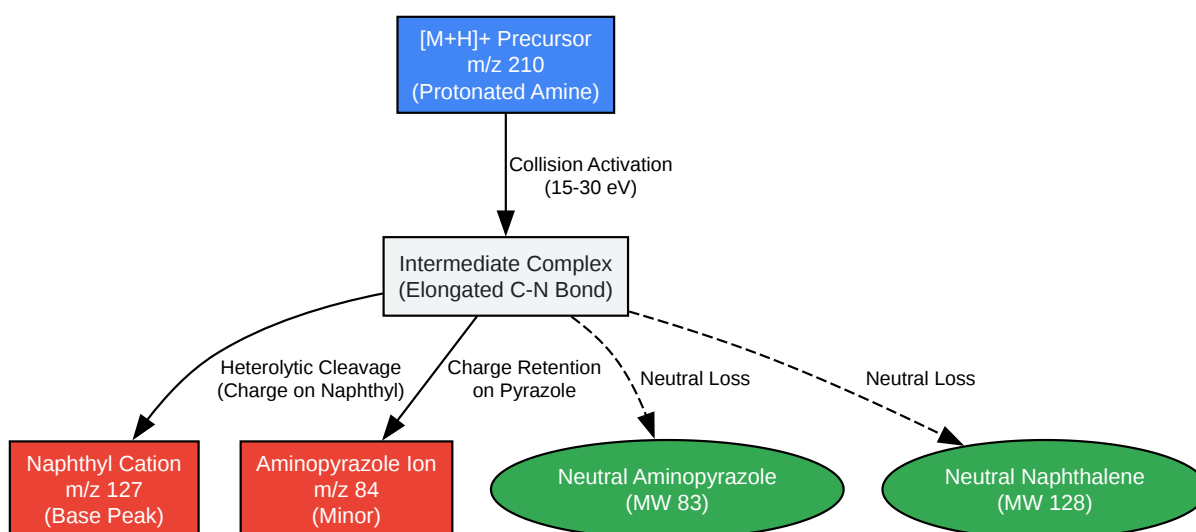 [M+H]+ Precursor
m/z 210
(Protonated Amine)
Collision Activation
(15-30 eV)
Intermediate Complex
(Elongated C-N Bond)
Heterolytic Cleavage
(Charge on Naphthyl)
Charge Retention
on Pyrazole
Neutral Loss
Neutral Loss
Naphthyl Cation
m/z 127
(Base Peak)
Aminopyrazole Ion
m/z 84
(Minor)
Neutral Aminopyrazole
(MW 83)
Neutral Naphthalene
(MW 128)